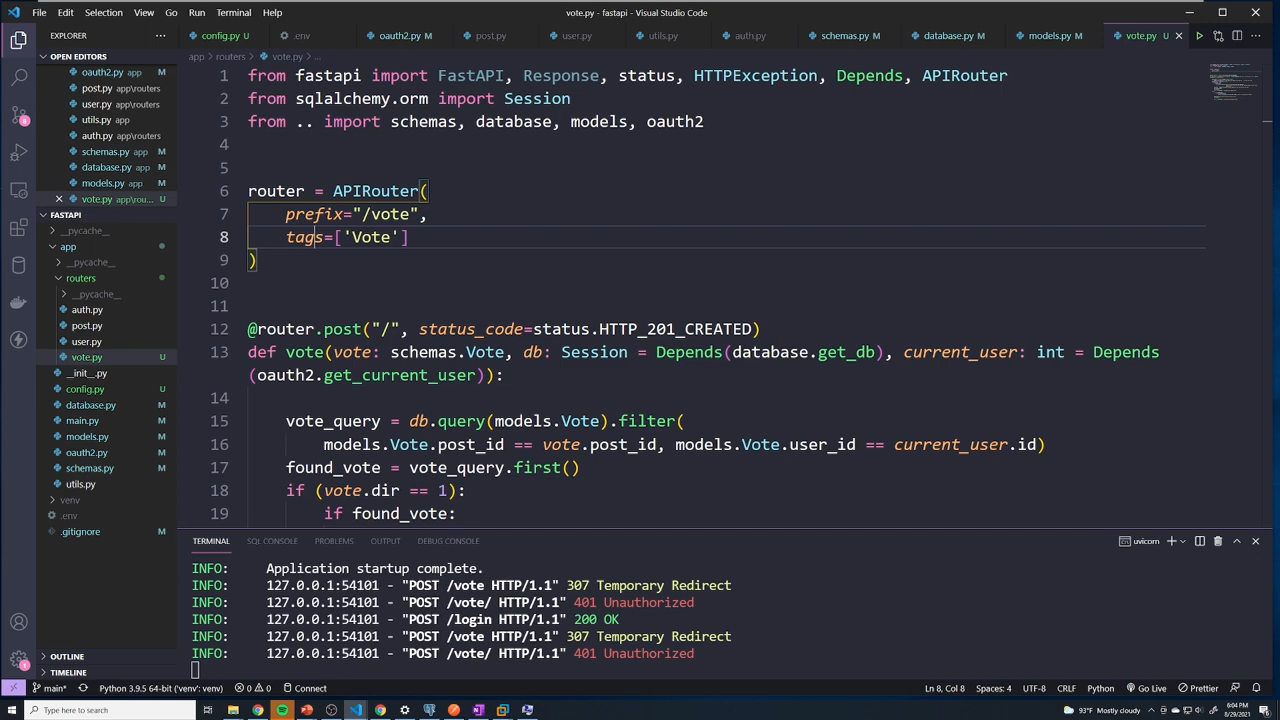 File Edit Selection View Go Run Terminal Help
vote.py - fastapi - Visual Studio Code
EXPLORER
OPEN EDITORS
oauth2.py app M
post.py app\routers
user.py app\routers
utils.py app
auth.py app\routers
schemas.py app M
database.py app M
models.py app M
vote.py app\rou... U
FASTAPI
__pycache__
app
__pycache__
routers
__pycache__
auth.py
post.py
user.py
vote.py U
__init__.py
config.py U
database.py M
main.py M
models.py M
oauth2.py M
schemas.py M
utils.py
venv
.env
.gitignore M
OUTLINE
TIMELINE
config.py U .env oauth2.py M post.py user.py utils.py auth.py schemas.py M database.py M models.py M vote.py U
app > routers > vote.py > ...
1 from fastapi import FastAPI, Response, status, HTTPException, Depends, APIRouter
2 from sqlalchemy.orm import Session
3 from .. import schemas, database, models, oauth2
4
5
6 router = APIRouter(
7 prefix="/vote",
8 tags=['Vote']
9 )
10
11
12 @router.post("/", status_code=status.HTTP_201_CREATED)
13 def vote(vote: schemas.Vote, db: Session = Depends(database.get_db), current_user: int = Depends
(oauth2.get_current_user)):
14
15 vote_query = db.query(models.Vote).filter(
16 models.Vote.post_id == vote.post_id, models.Vote.user_id == current_user.id)
17 found_vote = vote_query.first()
18 if (vote.dir == 1):
19 if found_vote:
TERMINAL SQL CONSOLE PROBLEMS OUTPUT DEBUG CONSOLE
uvicorn
INFO: Application startup complete.
INFO: 127.0.0.1:54101 - "POST /vote HTTP/1.1" 307 Temporary Redirect
INFO: 127.0.0.1:54101 - "POST /vote/ HTTP/1.1" 401 Unauthorized
INFO: 127.0.0.1:54101 - "POST /login HTTP/1.1" 200 OK
INFO: 127.0.0.1:54101 - "POST /vote HTTP/1.1" 307 Temporary Redirect
INFO: 127.0.0.1:54101 - "POST /vote/ HTTP/1.1" 401 Unauthorized
main* Python 3.9.5 64-bit ('venv': venv) 0 0 Connect
Ln 8, Col 8 Spaces: 4 UTF-8 CRLF Python Go Live Prettier
Type here to search
93°F Mostly cloudy
6:04 PM
8/29/2021